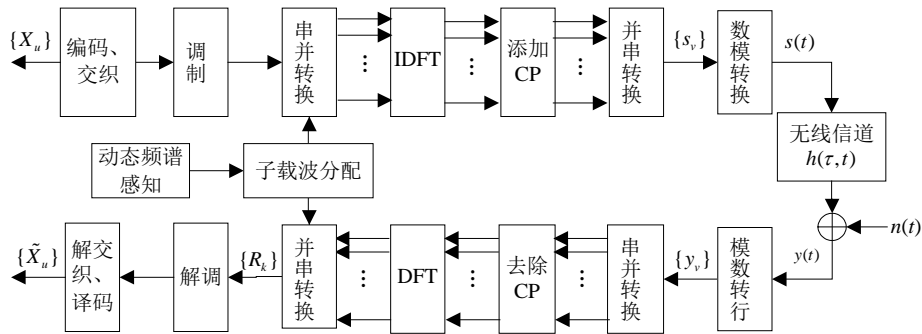 {X_u}
编码、
交织
调
制
串
并
转
换
⋮
IDFT
⋮
添加
CP
⋮
并
串
转
换
{s_v}
数
模
转
换
s(t)
无线信道
h(τ,t)
动态频谱
感知
子载波分配
{X̃_u}
解交
织、
译码
解调
{R_k}
并
串
转
换
⋮
DFT
⋮
去除
CP
⋮
串
并
转
换
{y_v}
模
数
转
行
y(t)
n(t)